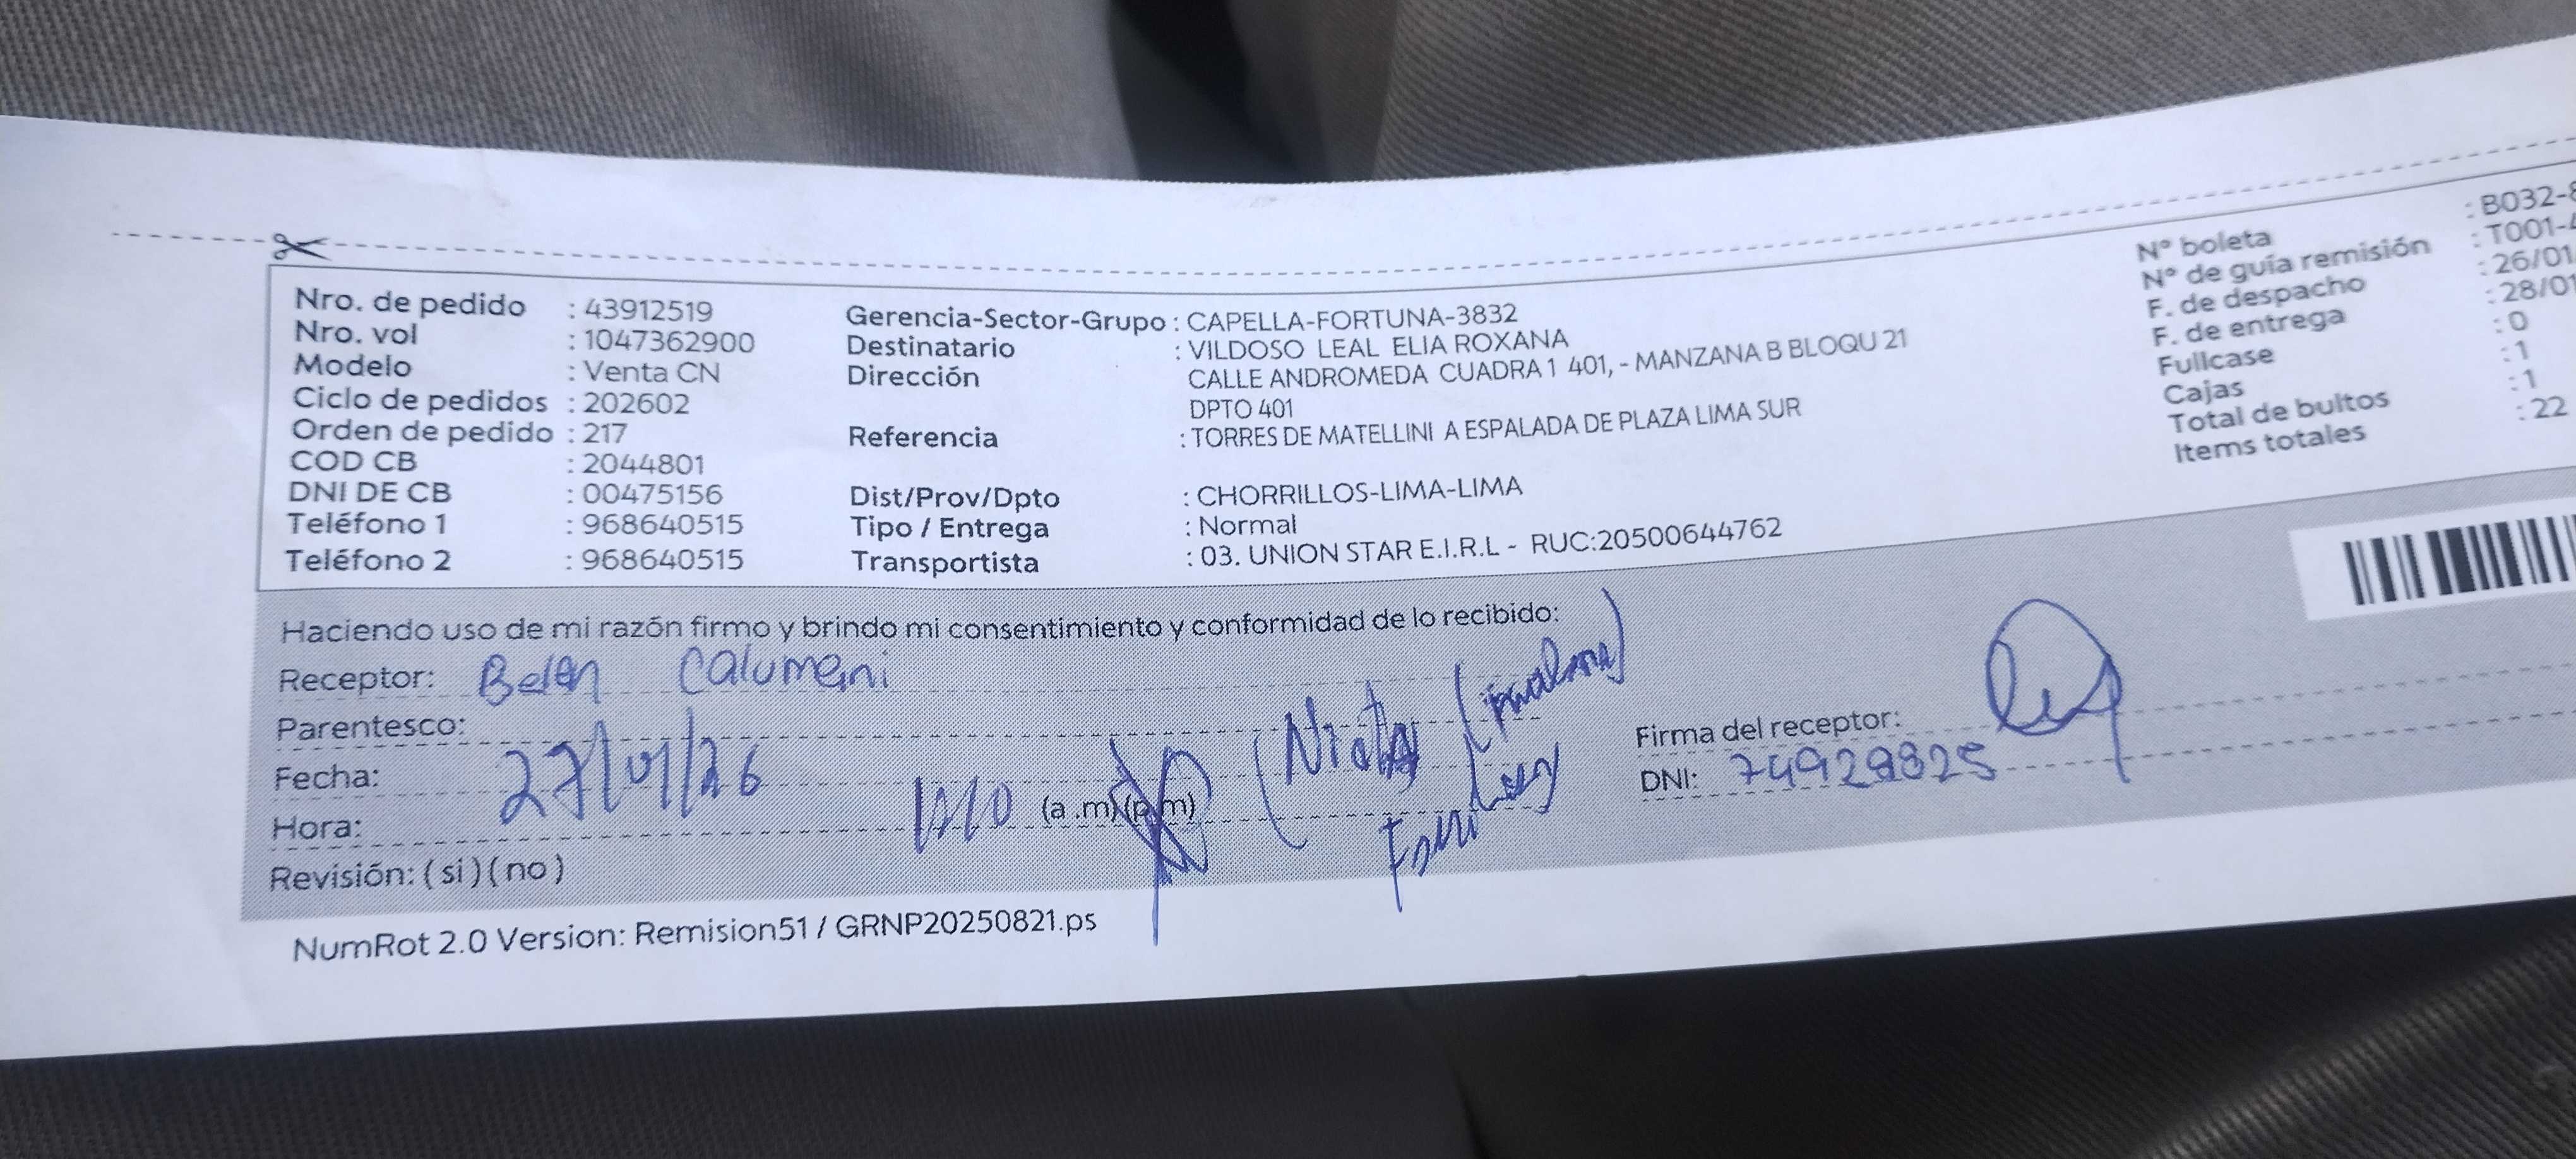 Nro. de pedido : 43912519
Nro. vol : 1047362900
Modelo : Venta CN
Ciclo de pedidos : 202602
Orden de pedido : 217
COD CB : 2044801
DNI DE CB : 00475156
Teléfono 1 : 968640515
Teléfono 2 : 968640515
Gerencia-Sector-Grupo : CAPELLA-FORTUNA-3832
Destinatario : VILDOSO LEAL ELIA ROXANA
Dirección CALLE ANDROMEDA CUADRA 1 401, - MANZANA B BLOQU 21
DPTO 401
Referencia : TORRES DE MATELLINI A ESPALADA DE PLAZA LIMA SUR
Dist/Prov/Dpto : CHORRILLOS-LIMA-LIMA
Tipo / Entrega : Normal
Transportista : 03. UNION STAR E.I.R.L - RUC:20500644762
N° boleta : B032-
N° de guía remisión : T001-
F. de despacho : 26/01
F. de entrega : 28/01
Fullcase : 0
Cajas : 1
Total de bultos : 1
Items totales : 22
Haciendo uso de mi razón firmo y brindo mi consentimiento y conformidad de lo recibido:
Receptor: Belen Calumani
Parentesco:
Fecha: 27/01/26
Hora: (a .m)(p m)
Revisión: ( si ) ( no )
Firma del receptor:
DNI: 74929825
NumRot 2.0 Version: Remision51 / GRNP20250821.ps